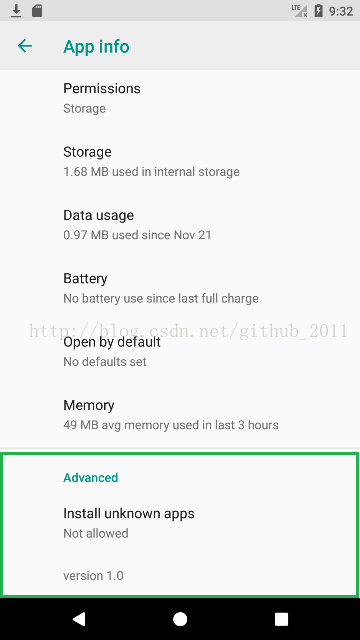 LTE 9:32
App info
Permissions
Storage
Storage
1.68 MB used in internal storage
Data usage
0.97 MB used since Nov 21
Battery
No battery use since last full charge
http://blog.csdn.net/github_2011
Open by default
No defaults set
Memory
49 MB avg memory used in last 3 hours
Advanced
Install unknown apps
Not allowed
version 1.0